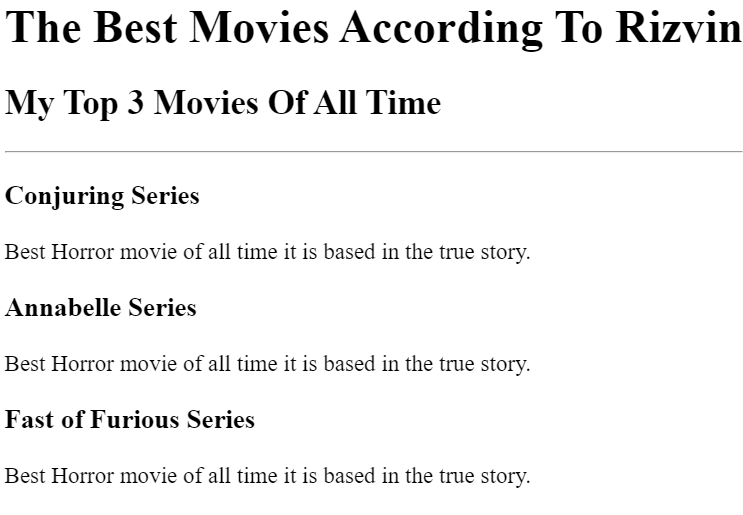 The Best Movies According To Rizvin
My Top 3 Movies Of All Time
Conjuring Series
Best Horror movie of all time it is based in the true story.
Annabelle Series
Best Horror movie of all time it is based in the true story.
Fast of Furious Series
Best Horror movie of all time it is based in the true story.